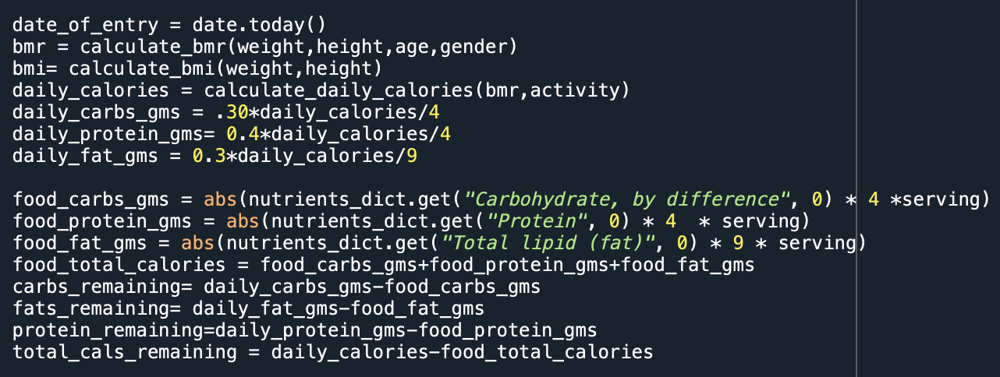 date_of_entry = date.today()
bmr = calculate_bmr(weight,height,age,gender)
bmi= calculate_bmi(weight,height)
daily_calories = calculate_daily_calories(bmr,activity)
daily_carbs_gms = .30*daily_calories/4
daily_protein_gms= 0.4*daily_calories/4
daily_fat_gms = 0.3*daily_calories/9
food_carbs_gms = abs(nutrients_dict.get("Carbohydrate, by difference", 0) * 4 *serving)
food_protein_gms = abs(nutrients_dict.get("Protein", 0) * 4  * serving)
food_fat_gms = abs(nutrients_dict.get("Total lipid (fat)", 0) * 9 * serving)
food_total_calories = food_carbs_gms+food_protein_gms+food_fat_gms
carbs_remaining= daily_carbs_gms-food_carbs_gms
fats_remaining= daily_fat_gms-food_fat_gms
protein_remaining=daily_protein_gms-food_protein_gms
total_cals_remaining = daily_calories-food_total_calories